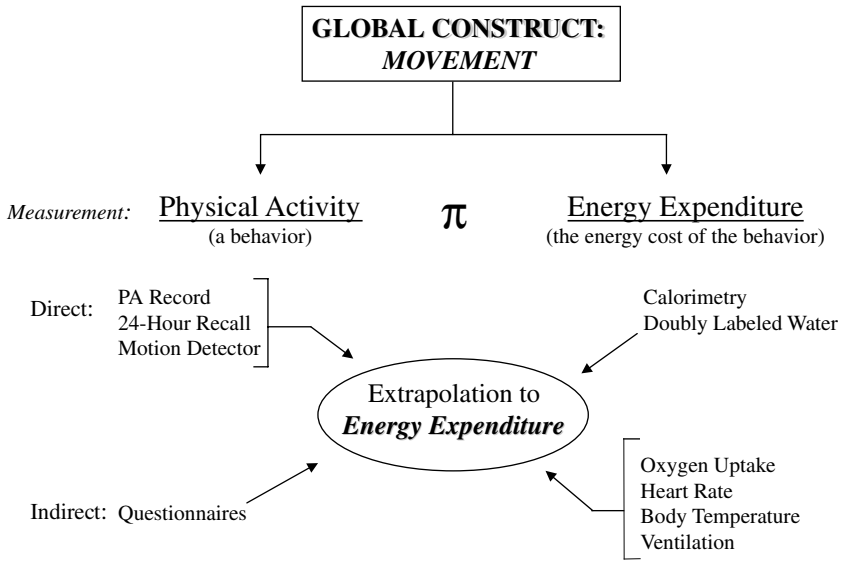 GLOBAL CONSTRUCT:
MOVEMENT
Measurement: Physical Activity π Energy Expenditure
(a behavior) (the energy cost of the behavior)
Direct: PA Record
24-Hour Recall
Motion Detector
Calorimetry
Doubly Labeled Water
Extrapolation to
Energy Expenditure
Indirect: Questionnaires
Oxygen Uptake
Heart Rate
Body Temperature
Ventilation